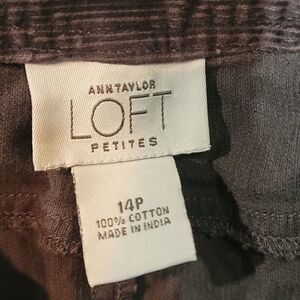 ANN TAYLOR
LOFT
PETITES
14P
100% COTTON
MADE IN INDIA